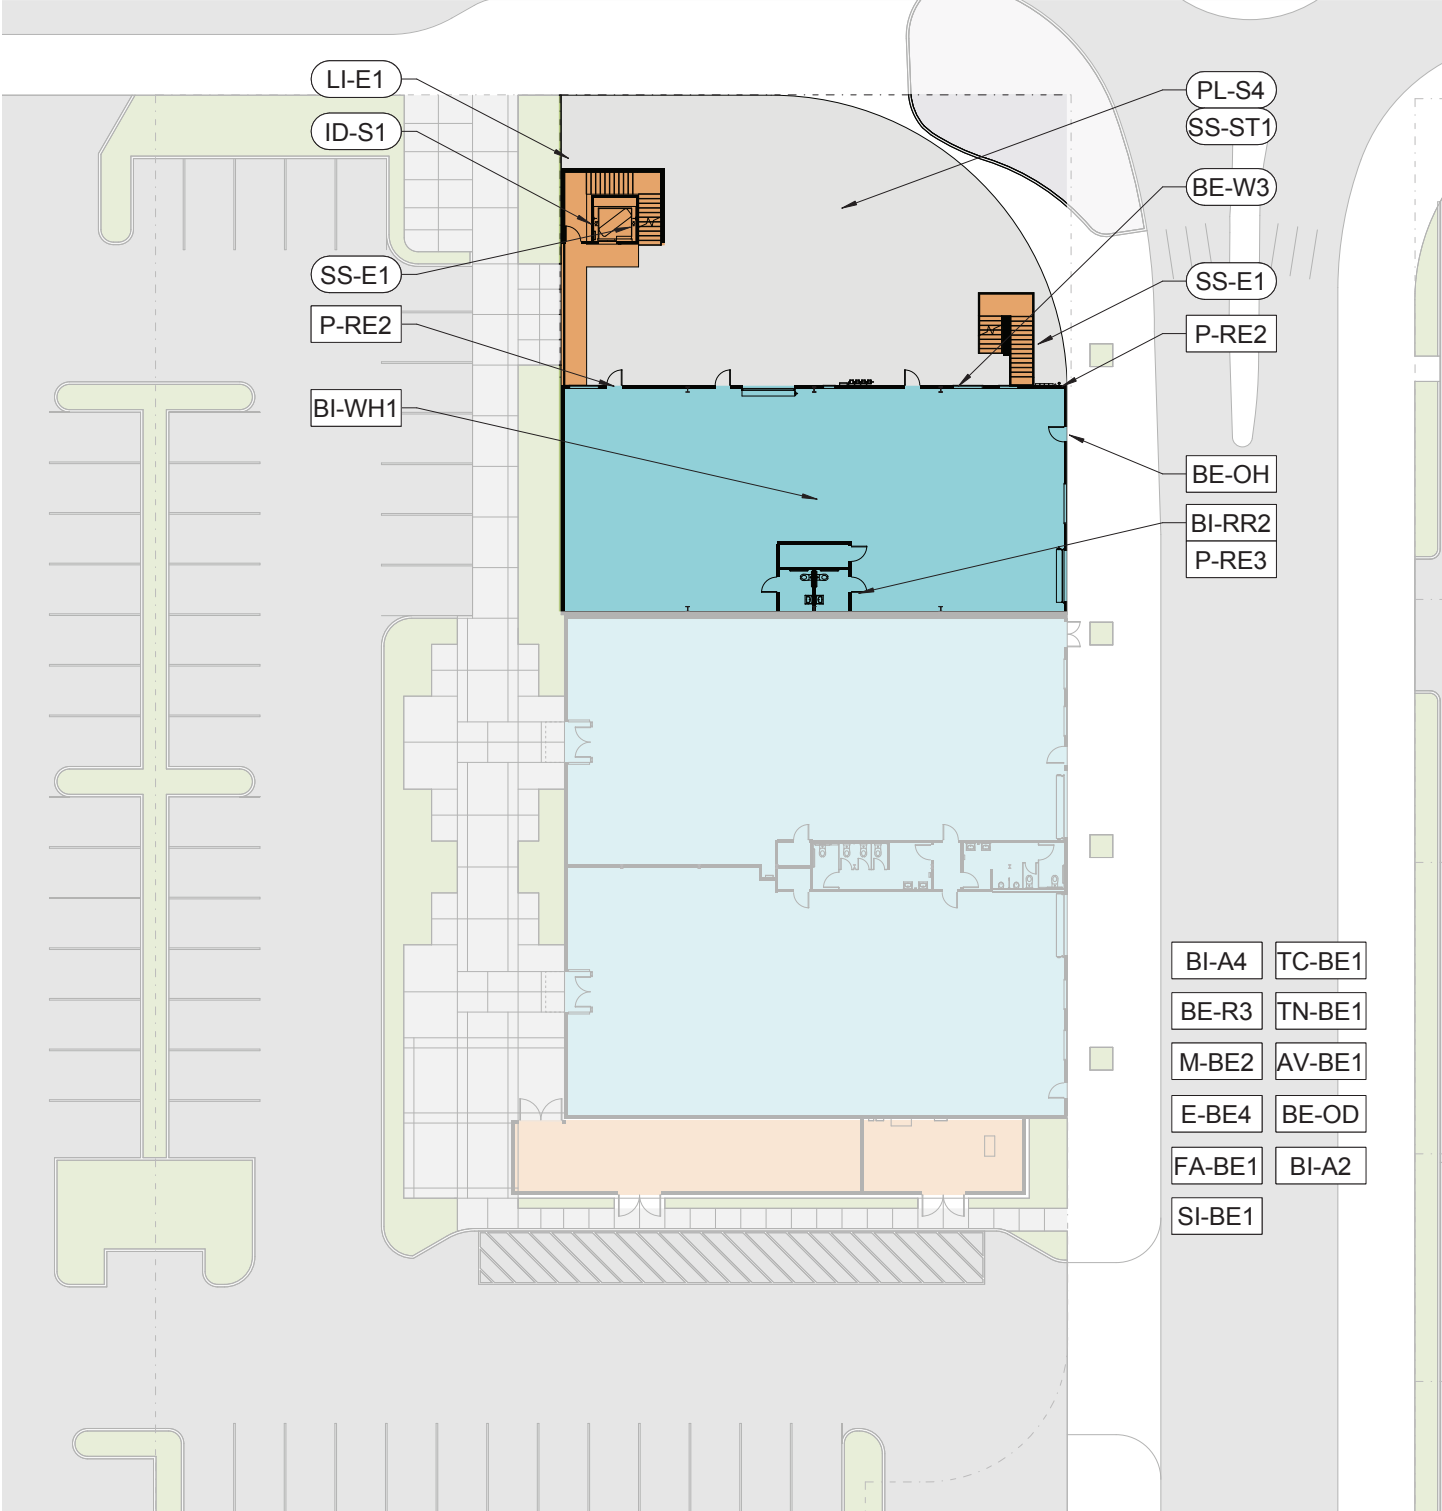 LI-E1
ID-S1
SS-E1
P-RE2
BI-WH1
PL-S4
SS-ST1
BE-W3
SS-E1
P-RE2
BE-OH
BI-RR2
P-RE3
BI-A4 TC-BE1
BE-R3 TN-BE1
M-BE2 AV-BE1
E-BE4 BE-OD
FA-BE1 BI-A2
SI-BE1